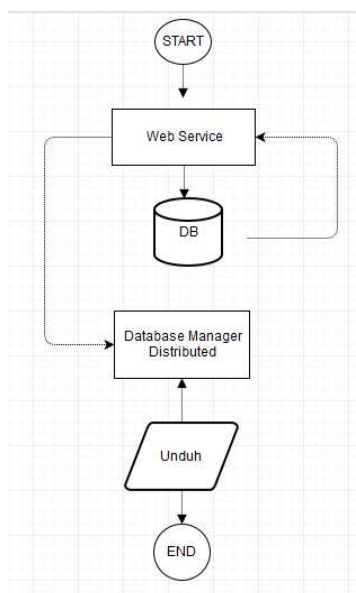 START
Web Service
DB
Database Manager
Distributed
Unduh
END